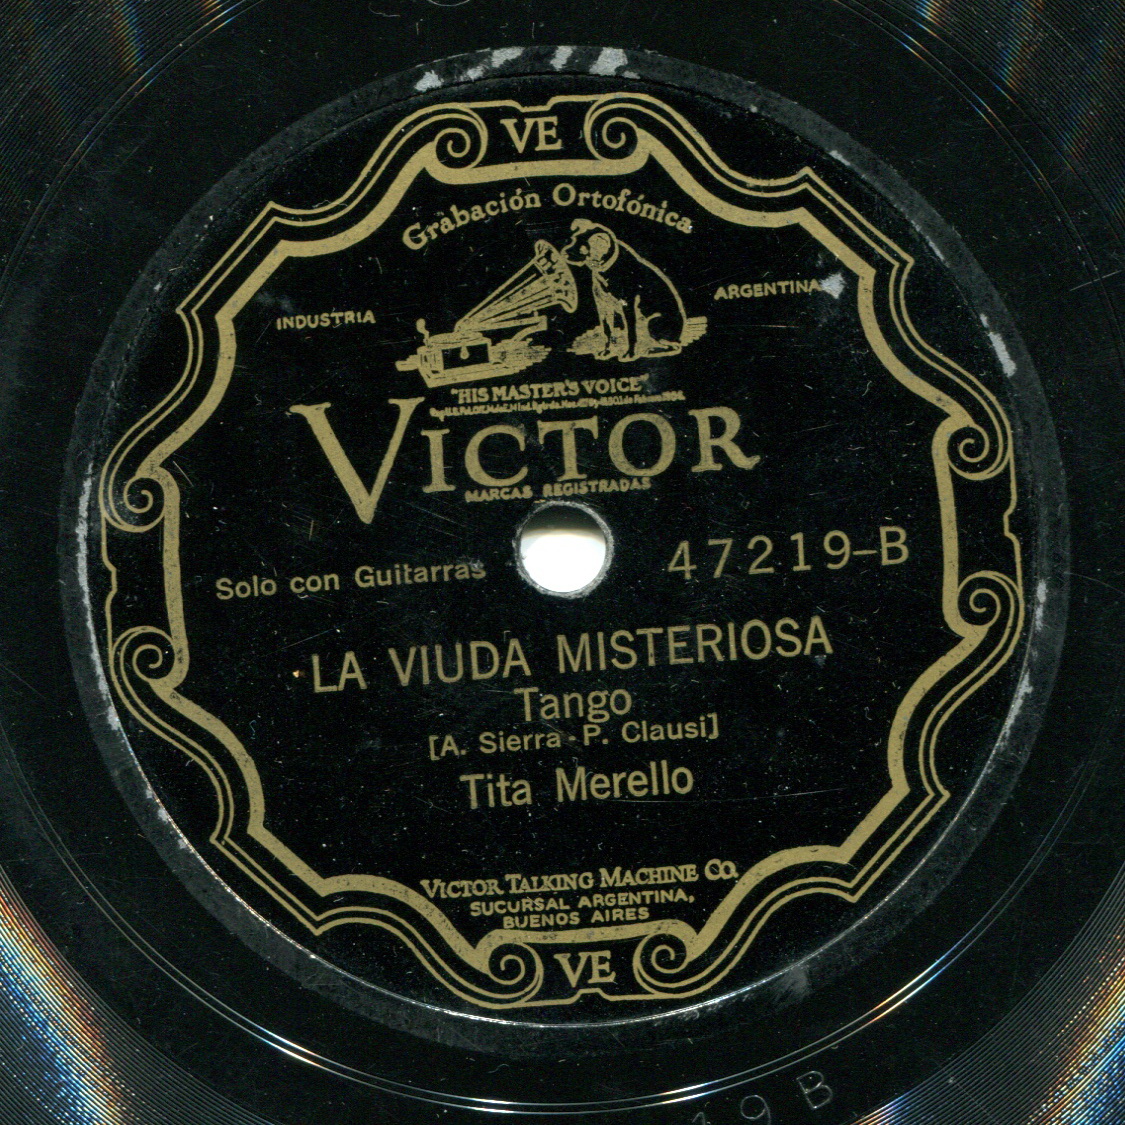 VE
Grabación Ortofónica
INDUSTRIA
ARGENTINA
"HIS MASTER'S VOICE"
VICTOR
MARCAS REGISTRADAS
Solo con Guitarras
47219-B
LA VIUDA MISTERIOSA
Tango
[A. Sierra - P. Clausi]
Tita Merello
VICTOR TALKING MACHINE CO.
SUCURSAL ARGENTINA,
BUENOS AIRES
VE
19 B